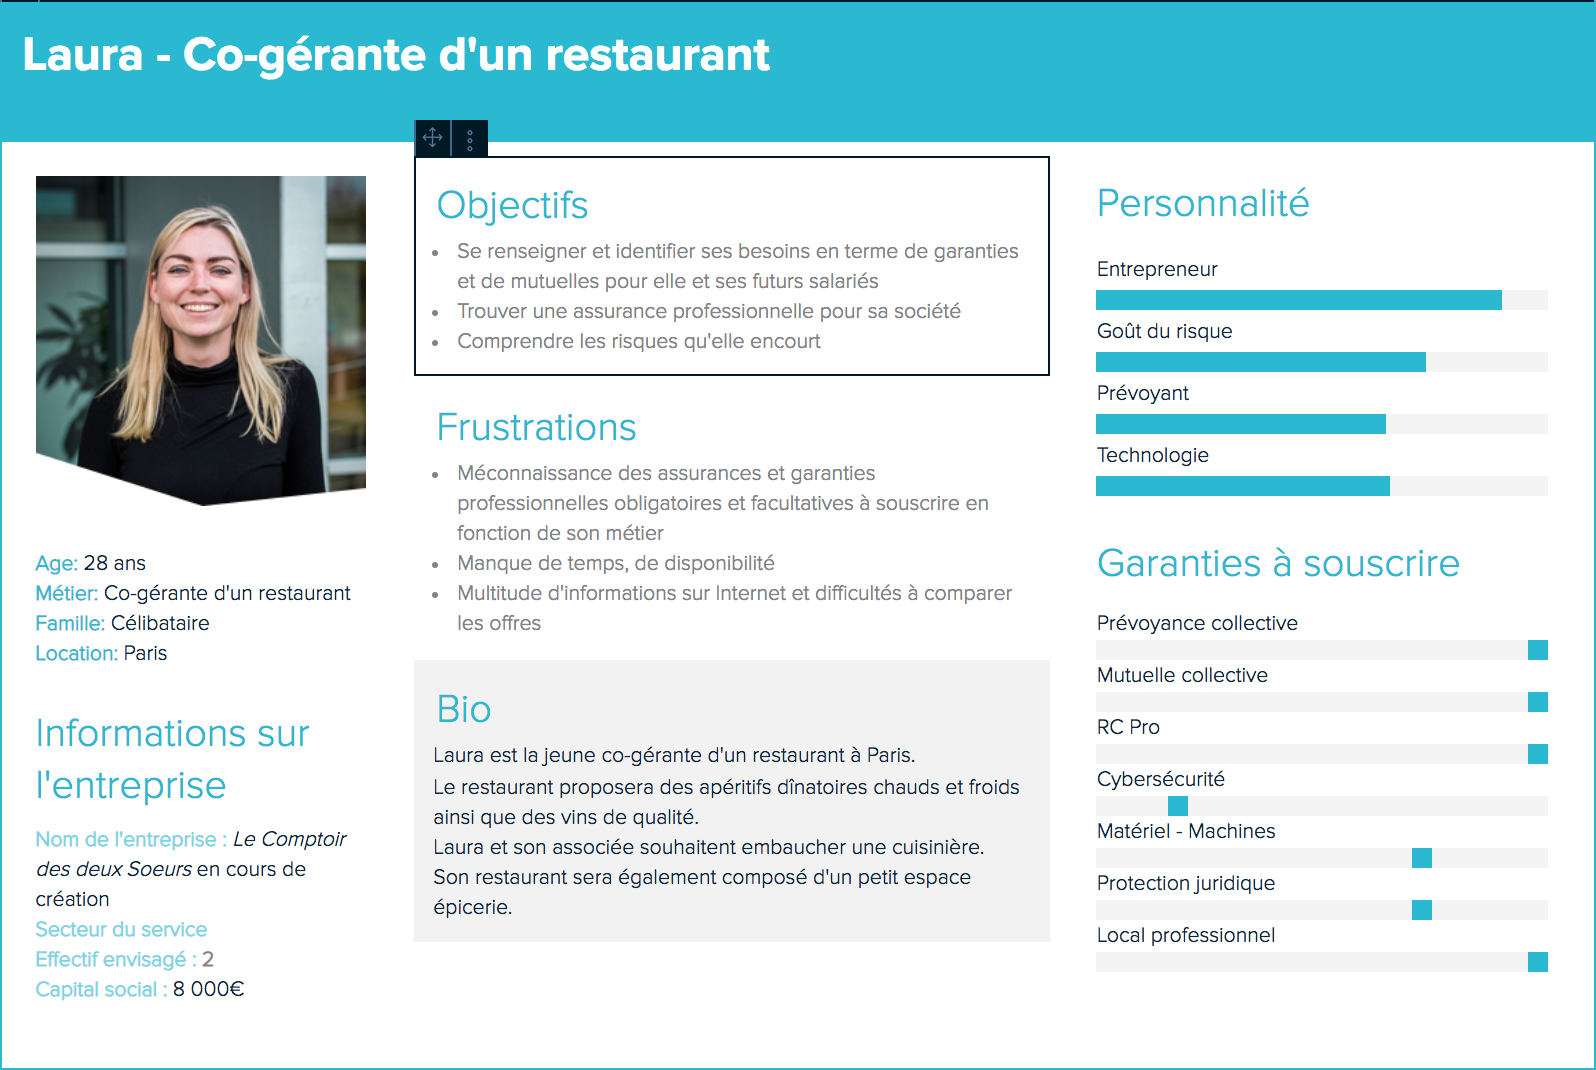 Laura - Co-gérante d'un restaurant
Age: 28 ans
Métier: Co-gérante d'un restaurant
Famille: Célibataire
Location: Paris
Informations sur
l'entreprise
Nom de l'entreprise : Le Comptoir
des deux Soeurs en cours de
création
Secteur du service
Effectif envisagé : 2
Capital social : 8 000€
Objectifs
• Se renseigner et identifier ses besoins en terme de garanties
et de mutuelles pour elle et ses futurs salariés
• Trouver une assurance professionnelle pour sa société
• Comprendre les risques qu'elle encourt
Frustrations
• Méconnaissance des assurances et garanties
professionnelles obligatoires et facultatives à souscrire en
fonction de son métier
• Manque de temps, de disponibilité
• Multitude d'informations sur Internet et difficultés à comparer
les offres
Bio
Laura est la jeune co-gérante d'un restaurant à Paris.
Le restaurant proposera des apéritifs dînatoires chauds et froids
ainsi que des vins de qualité.
Laura et son associée souhaitent embaucher une cuisinière.
Son restaurant sera également composé d'un petit espace
épicerie.
Personnalité
Entrepreneur
Goût du risque
Prévoyant
Technologie
Garanties à souscrire
Prévoyance collective
Mutuelle collective
RC Pro
Cybersécurité
Matériel - Machines
Protection juridique
Local professionnel